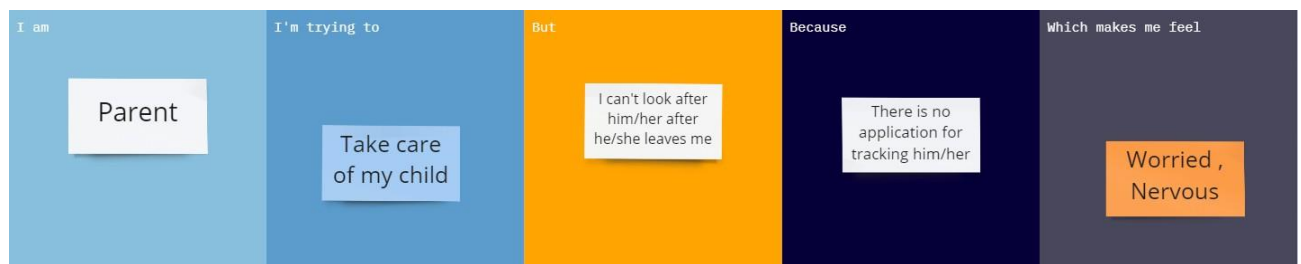 I am
Parent
I'm trying to
Take care
of my child
But
I can't look after
him/her after
he/she leaves me
Because
There is no
application for
tracking him/her
Which makes me feel
Worried ,
Nervous